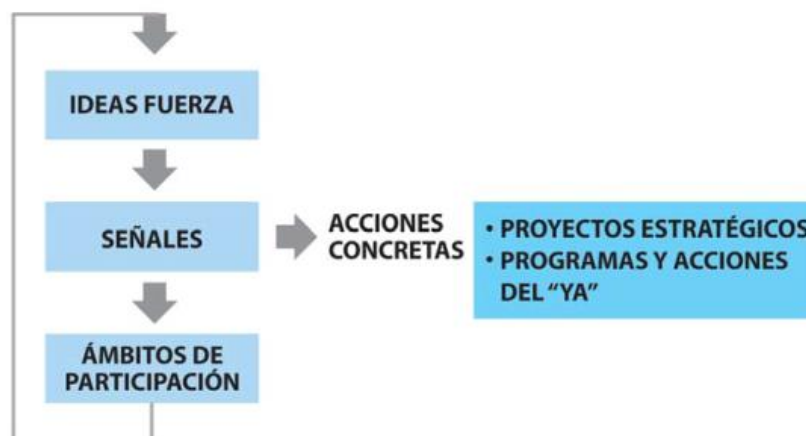 IDEAS FUERZA
SEÑALES
ACCIONES
CONCRETAS
• PROYECTOS ESTRATÉGICOS
• PROGRAMAS Y ACCIONES
DEL “YA”
ÁMBITOS DE
PARTICIPACIÓN